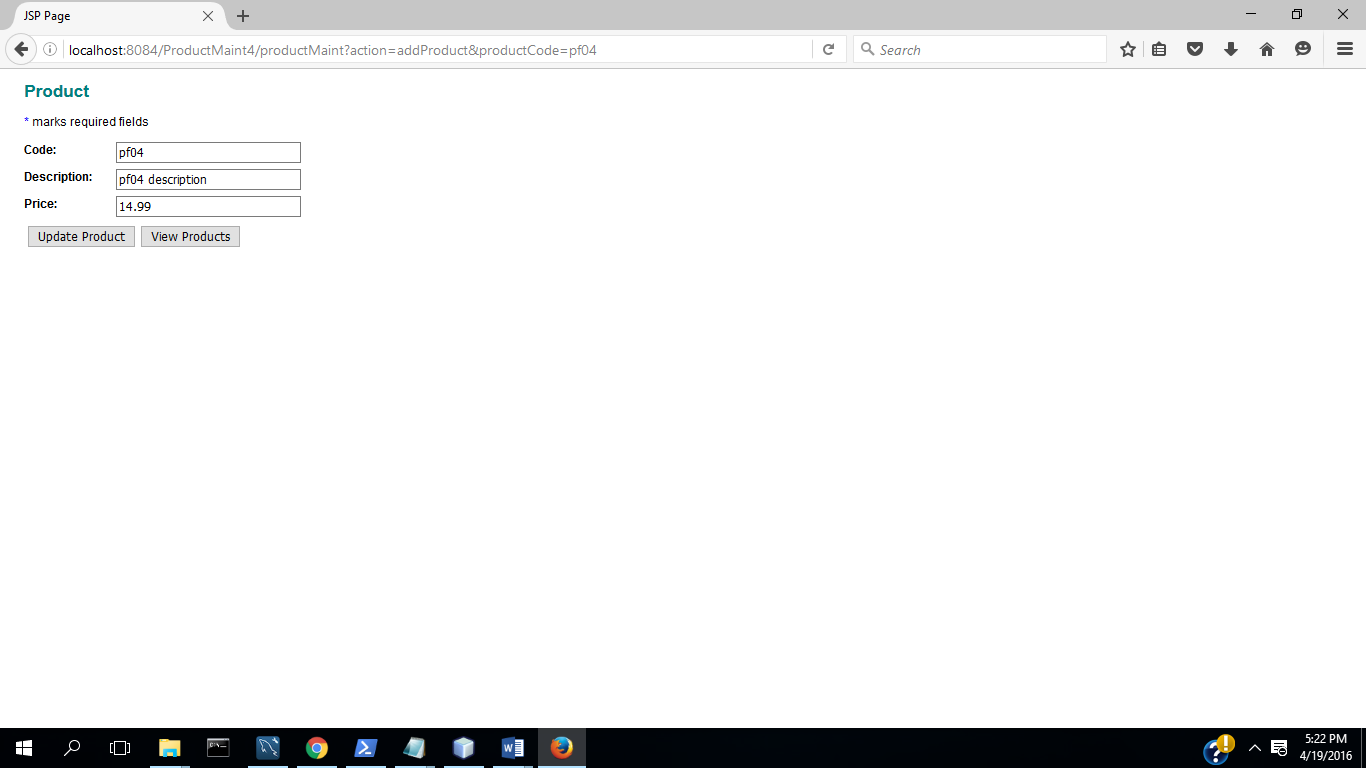 JSP Page
localhost:8084/ProductMaint4/productMaint?action=addProduct&productCode=pf04
Search
Product
* marks required fields
Code: pf04
Description: pf04 description
Price: 14.99
Update Product View Products
5:22 PM
4/19/2016